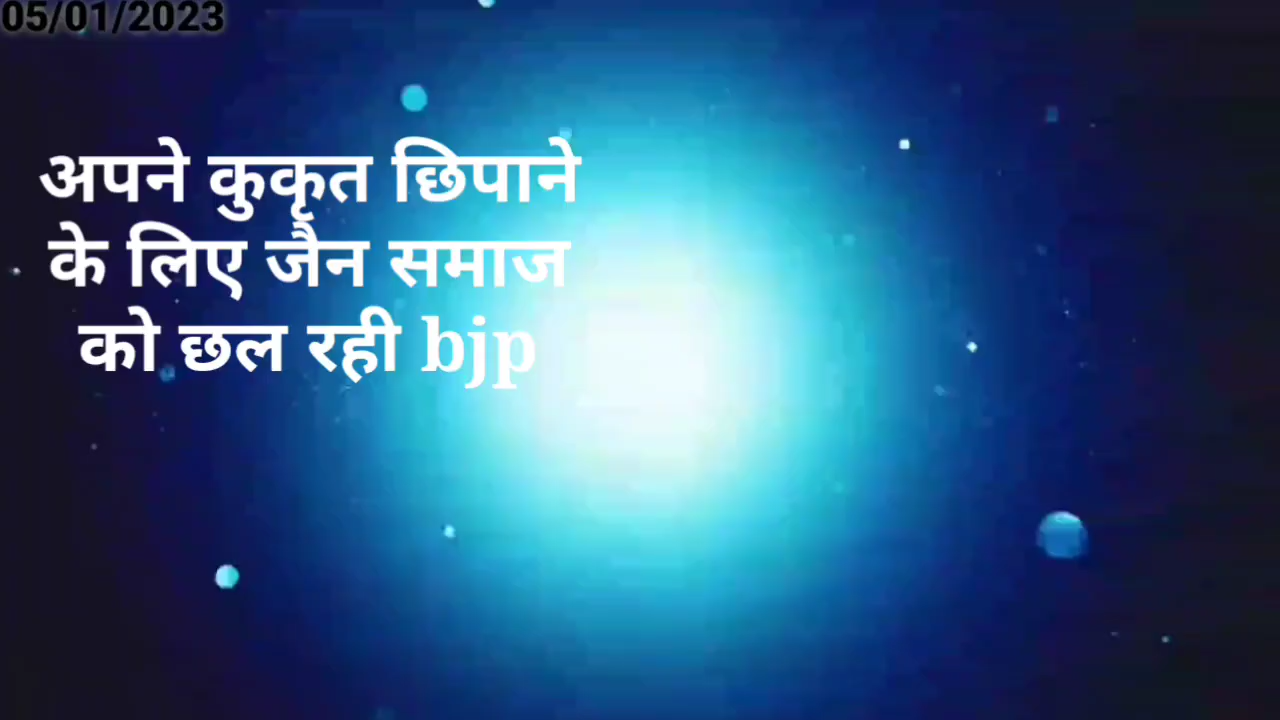 05/01/2023
अपने कुकृत छिपाने
के लिए जैन समाज
को छल रही bjp